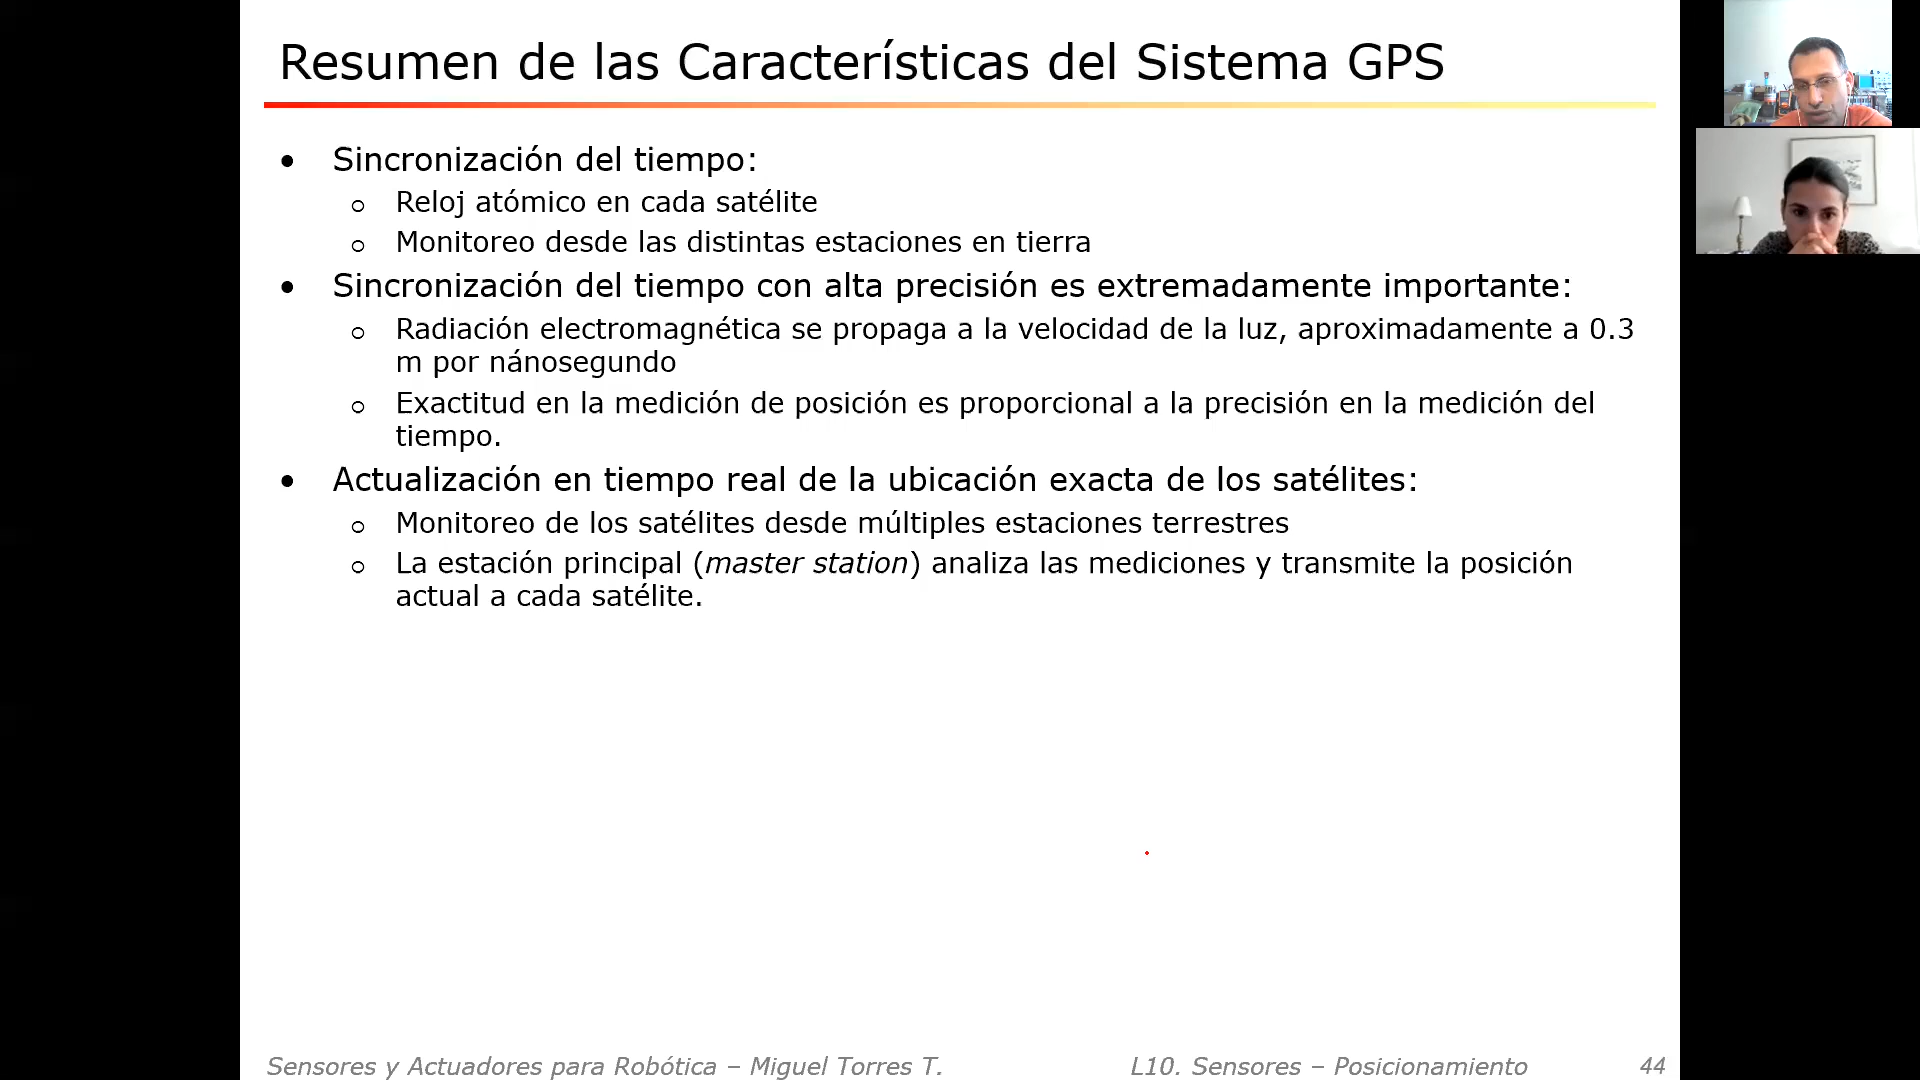 Resumen de las Características del Sistema GPS
• Sincronización del tiempo:
o Reloj atómico en cada satélite
o Monitoreo desde las distintas estaciones en tierra
• Sincronización del tiempo con alta precisión es extremadamente importante:
o Radiación electromagnética se propaga a la velocidad de la luz, aproximadamente a 0.3
m por nánosegundo
o Exactitud en la medición de posición es proporcional a la precisión en la medición del
tiempo.
• Actualización en tiempo real de la ubicación exacta de los satélites:
o Monitoreo de los satélites desde múltiples estaciones terrestres
o La estación principal (master station) analiza las mediciones y transmite la posición
actual a cada satélite.
Sensores y Actuadores para Robótica – Miguel Torres T. L10. Sensores – Posicionamiento 44